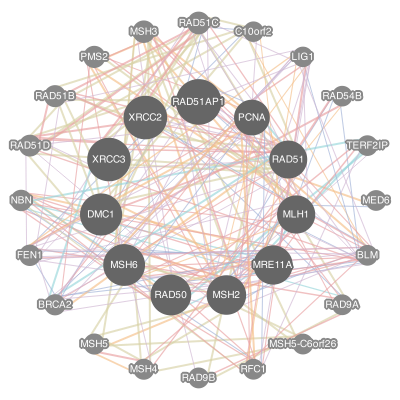 RAD51C
MSH3
C10orf2
PMS2
LIG1
RAD51B
RAD51AP1
RAD54B
XRCC2
PCNA
RAD51D
TERF2IP
XRCC3
RAD51
NBN
MED6
DMC1
MLH1
FEN1
BLM
MSH6
MRE11A
BRCA2
RAD50
MSH2
RAD9A
MSH5
MSH5-C6orf26
MSH4
RFC1
RAD9B